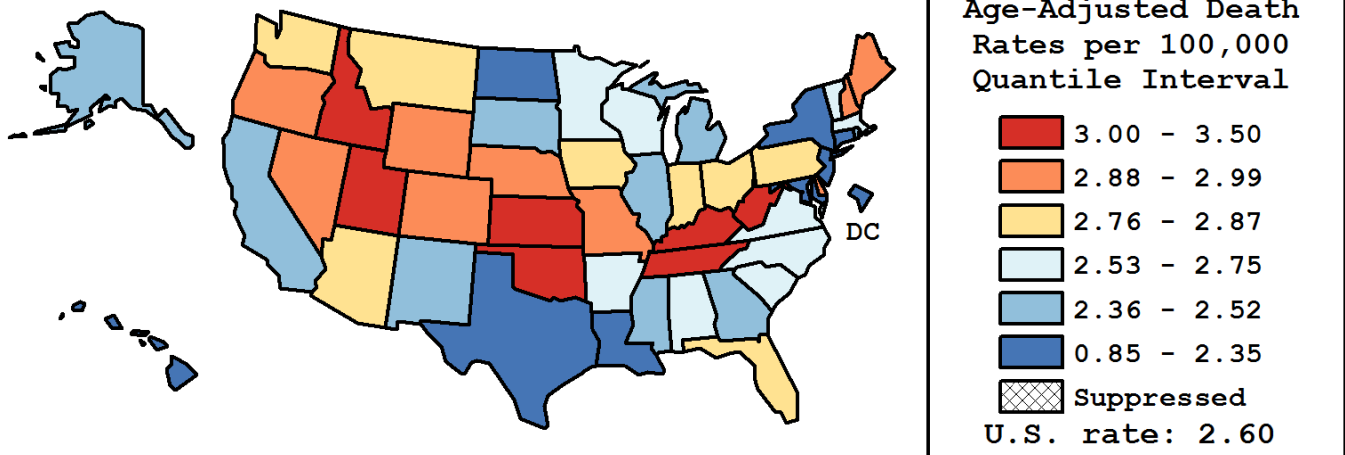 Age-Adjusted Death
Rates per 100,000
Quantile Interval
3.00 - 3.50
2.88 - 2.99
2.76 - 2.87
2.53 - 2.75
2.36 - 2.52
0.85 - 2.35
Suppressed
U.S. rate: 2.60
DC